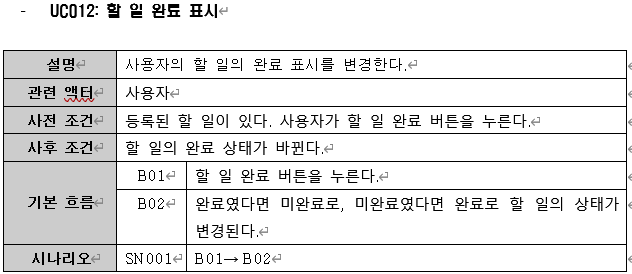 - UC012: 할 일 완료 표시
설명 사용자의 할 일의 완료 표시를 변경한다.
관련 액터 사용자
사전 조건 등록된 할 일이 있다. 사용자가 할 일 완료 버튼을 누른다.
사후 조건 할 일의 완료 상태가 바뀐다.
기본 흐름 B01 할 일 완료 버튼을 누른다.
B02 완료였다면 미완료로, 미완료였다면 완료로 할 일의 상태가
변경된다.
시나리오 SN001 B01→B02